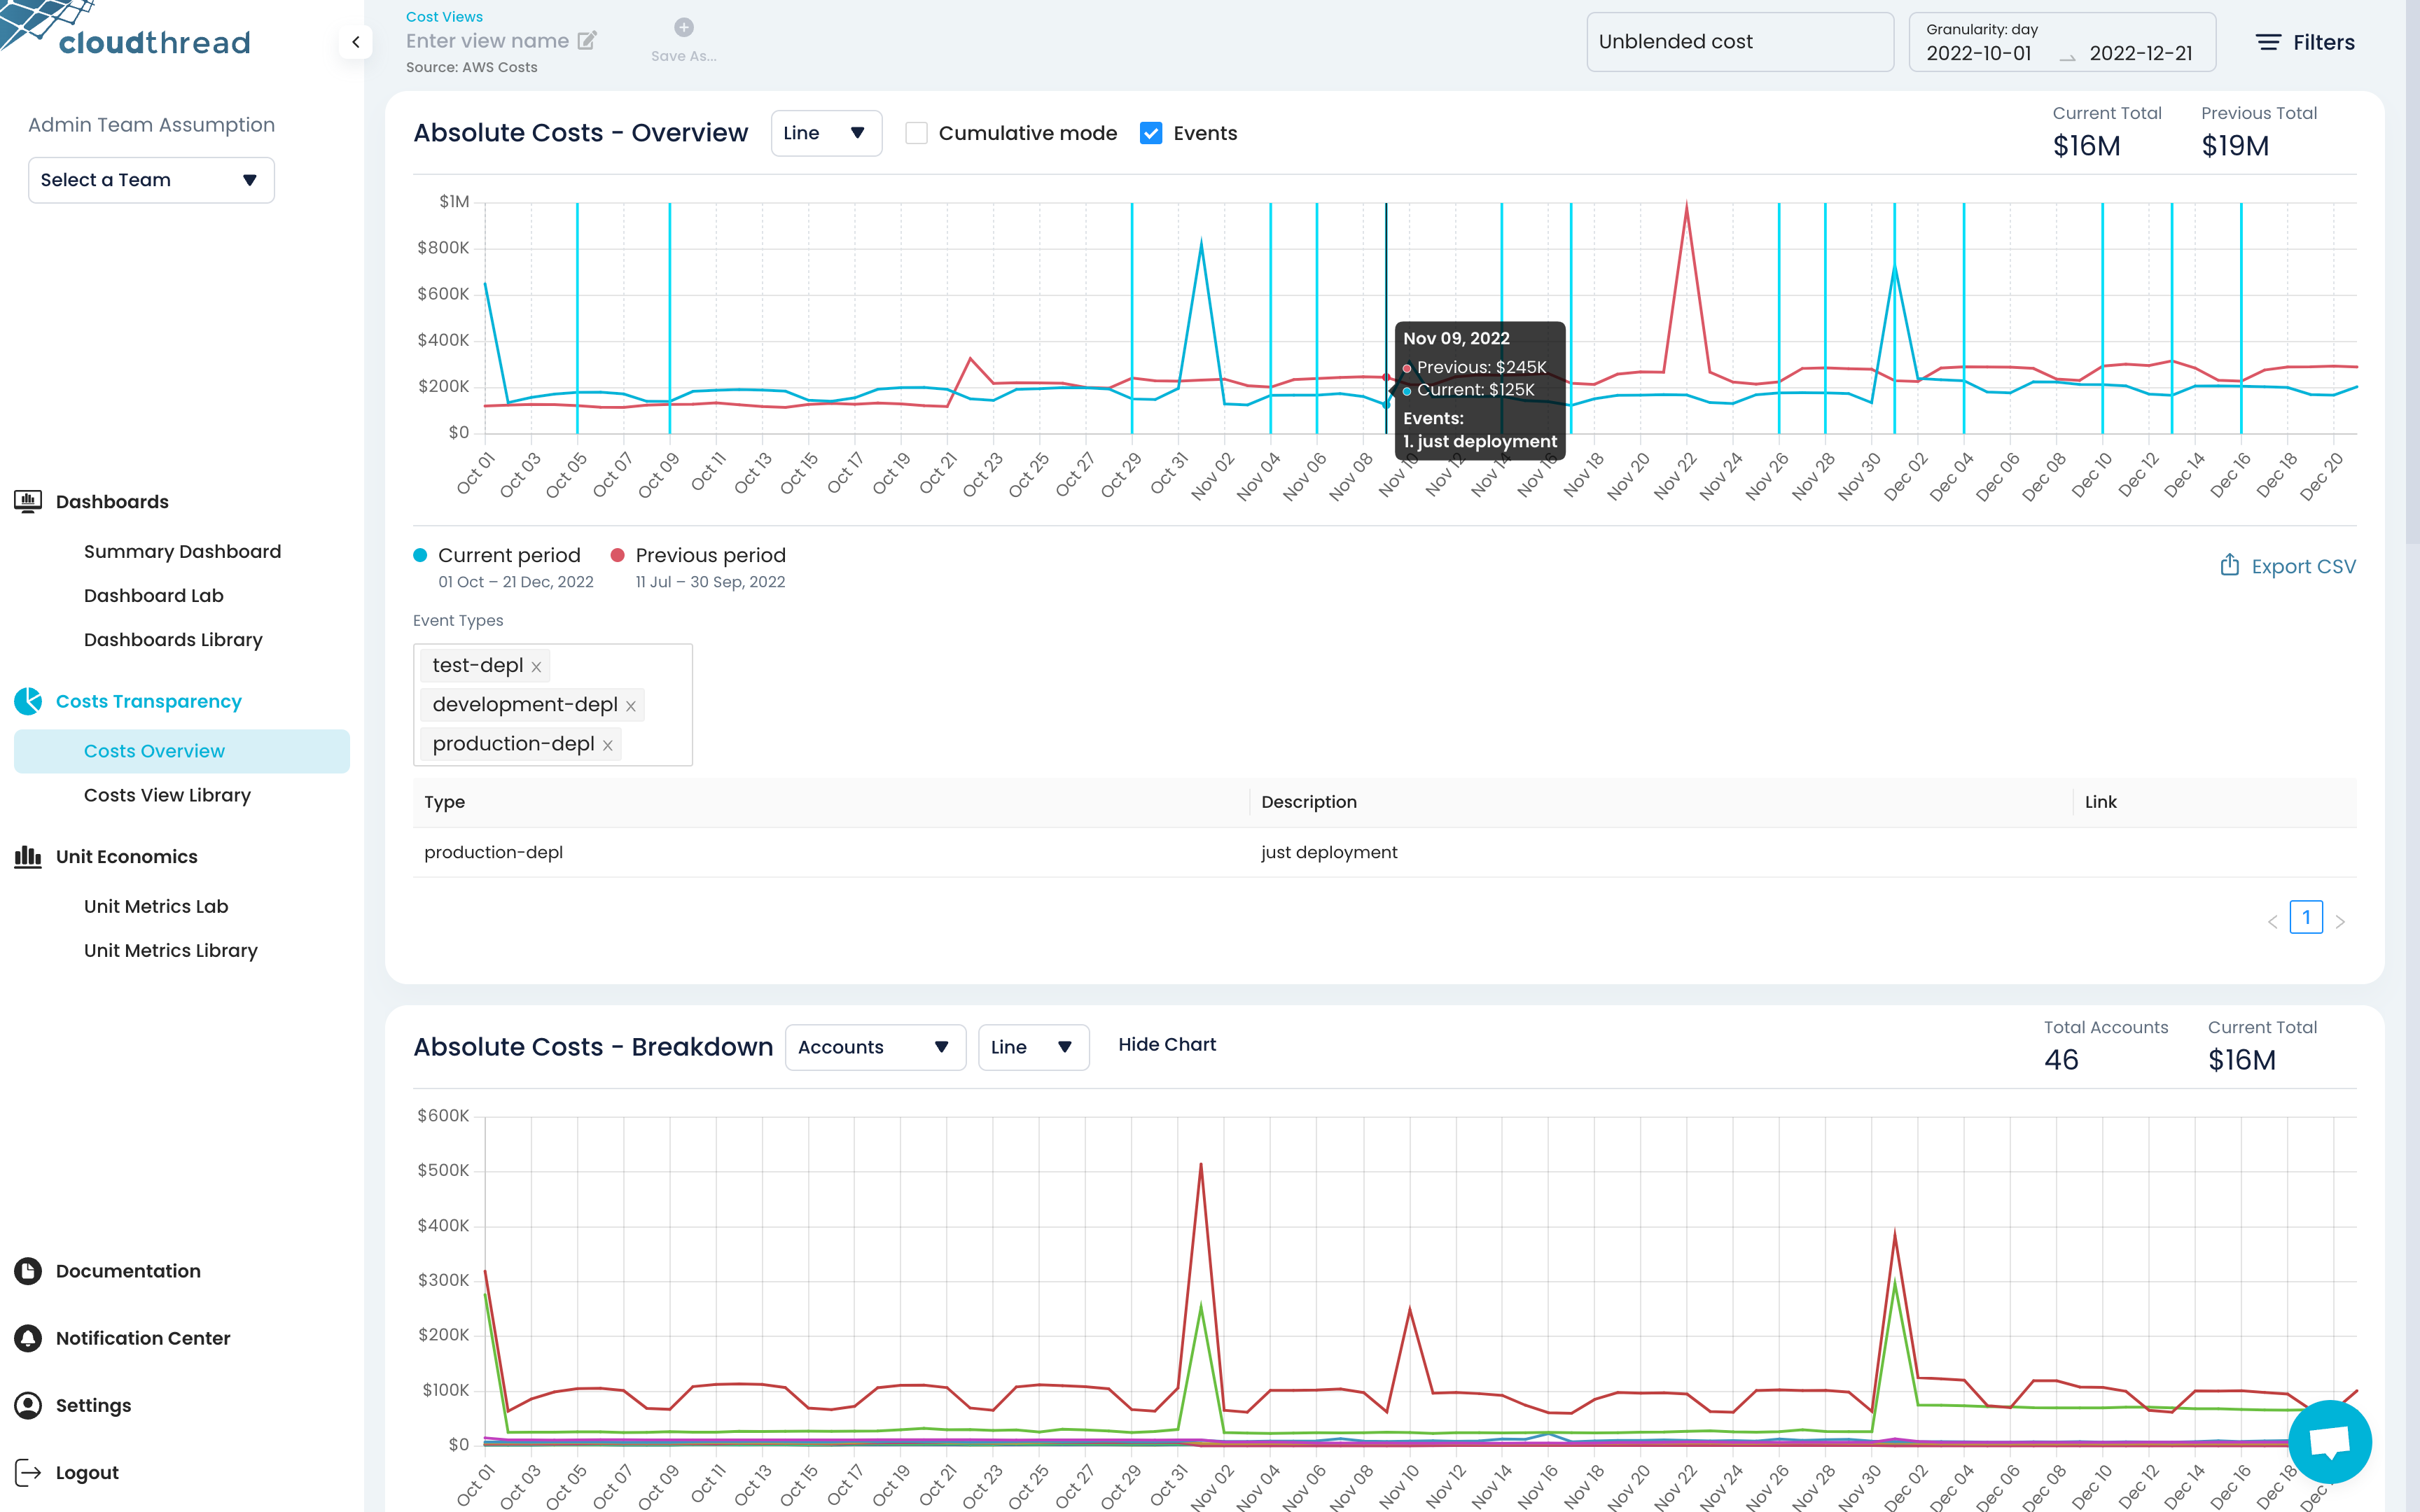 cloudthread
Admin Team Assumption
Select a Team
Dashboards
Summary Dashboard
Dashboard Lab
Dashboards Library
Costs Transparency
Costs Overview
Costs View Library
Unit Economics
Unit Metrics Lab
Unit Metrics Library
Documentation
Notification Center
Settings
Logout
Cost Views
Enter view name
Source: AWS Costs
Save As...
Unblended cost
Granularity: day
2022-10-01 2022-12-21
Filters
Absolute Costs - Overview
Line
Cumulative mode
Events
Current Total
$16M
Previous Total
$19M
$1M
$800K
$600K
$400K
$200K
$0
Nov 09, 2022
Previous: $245K
Current: $125K
Events:
1. just deployment
Oct 01 Oct 03 Oct 05 Oct 07 Oct 09 Oct 11 Oct 13 Oct 15 Oct 17 Oct 19 Oct 21 Oct 23 Oct 25 Oct 27 Oct 29 Oct 31 Nov 02 Nov 04 Nov 06 Nov 08 Nov 10 Nov 12 Nov 14 Nov 16 Nov 18 Nov 20 Nov 22 Nov 24 Nov 26 Nov 28 Nov 30 Dec 02 Dec 04 Dec 06 Dec 08 Dec 10 Dec 12 Dec 14 Dec 16 Dec 18 Dec 20
Current period
01 Oct – 21 Dec, 2022
Previous period
11 Jul – 30 Sep, 2022
Export CSV
Event Types
test-depl
development-depl
production-depl
Type Description Link
production-depl just deployment
1
Absolute Costs - Breakdown
Accounts
Line
Hide Chart
Total Accounts
46
Current Total
$16M
$600K
$500K
$400K
$300K
$200K
$100K
$0
Oct 01 Oct 03 Oct 05 Oct 07 Oct 09 Oct 11 Oct 13 Oct 15 Oct 17 Oct 19 Oct 21 Oct 23 Oct 25 Oct 27 Oct 29 Oct 31 Nov 02 Nov 04 Nov 06 Nov 08 Nov 10 Nov 12 Nov 14 Nov 16 Nov 18 Nov 20 Nov 22 Nov 24 Nov 26 Nov 28 Nov 30 Dec 02 Dec 04 Dec 06 Dec 08 Dec 10 Dec 12 Dec 14 Dec 16 Dec 18 Dec